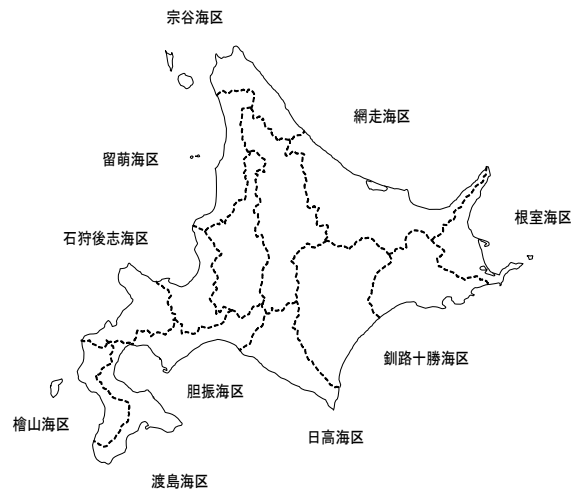 宗谷海区
網走海区
留萌海区
根室海区
石狩後志海区
釧路十勝海区
胆振海区
檜山海区
日高海区
渡島海区